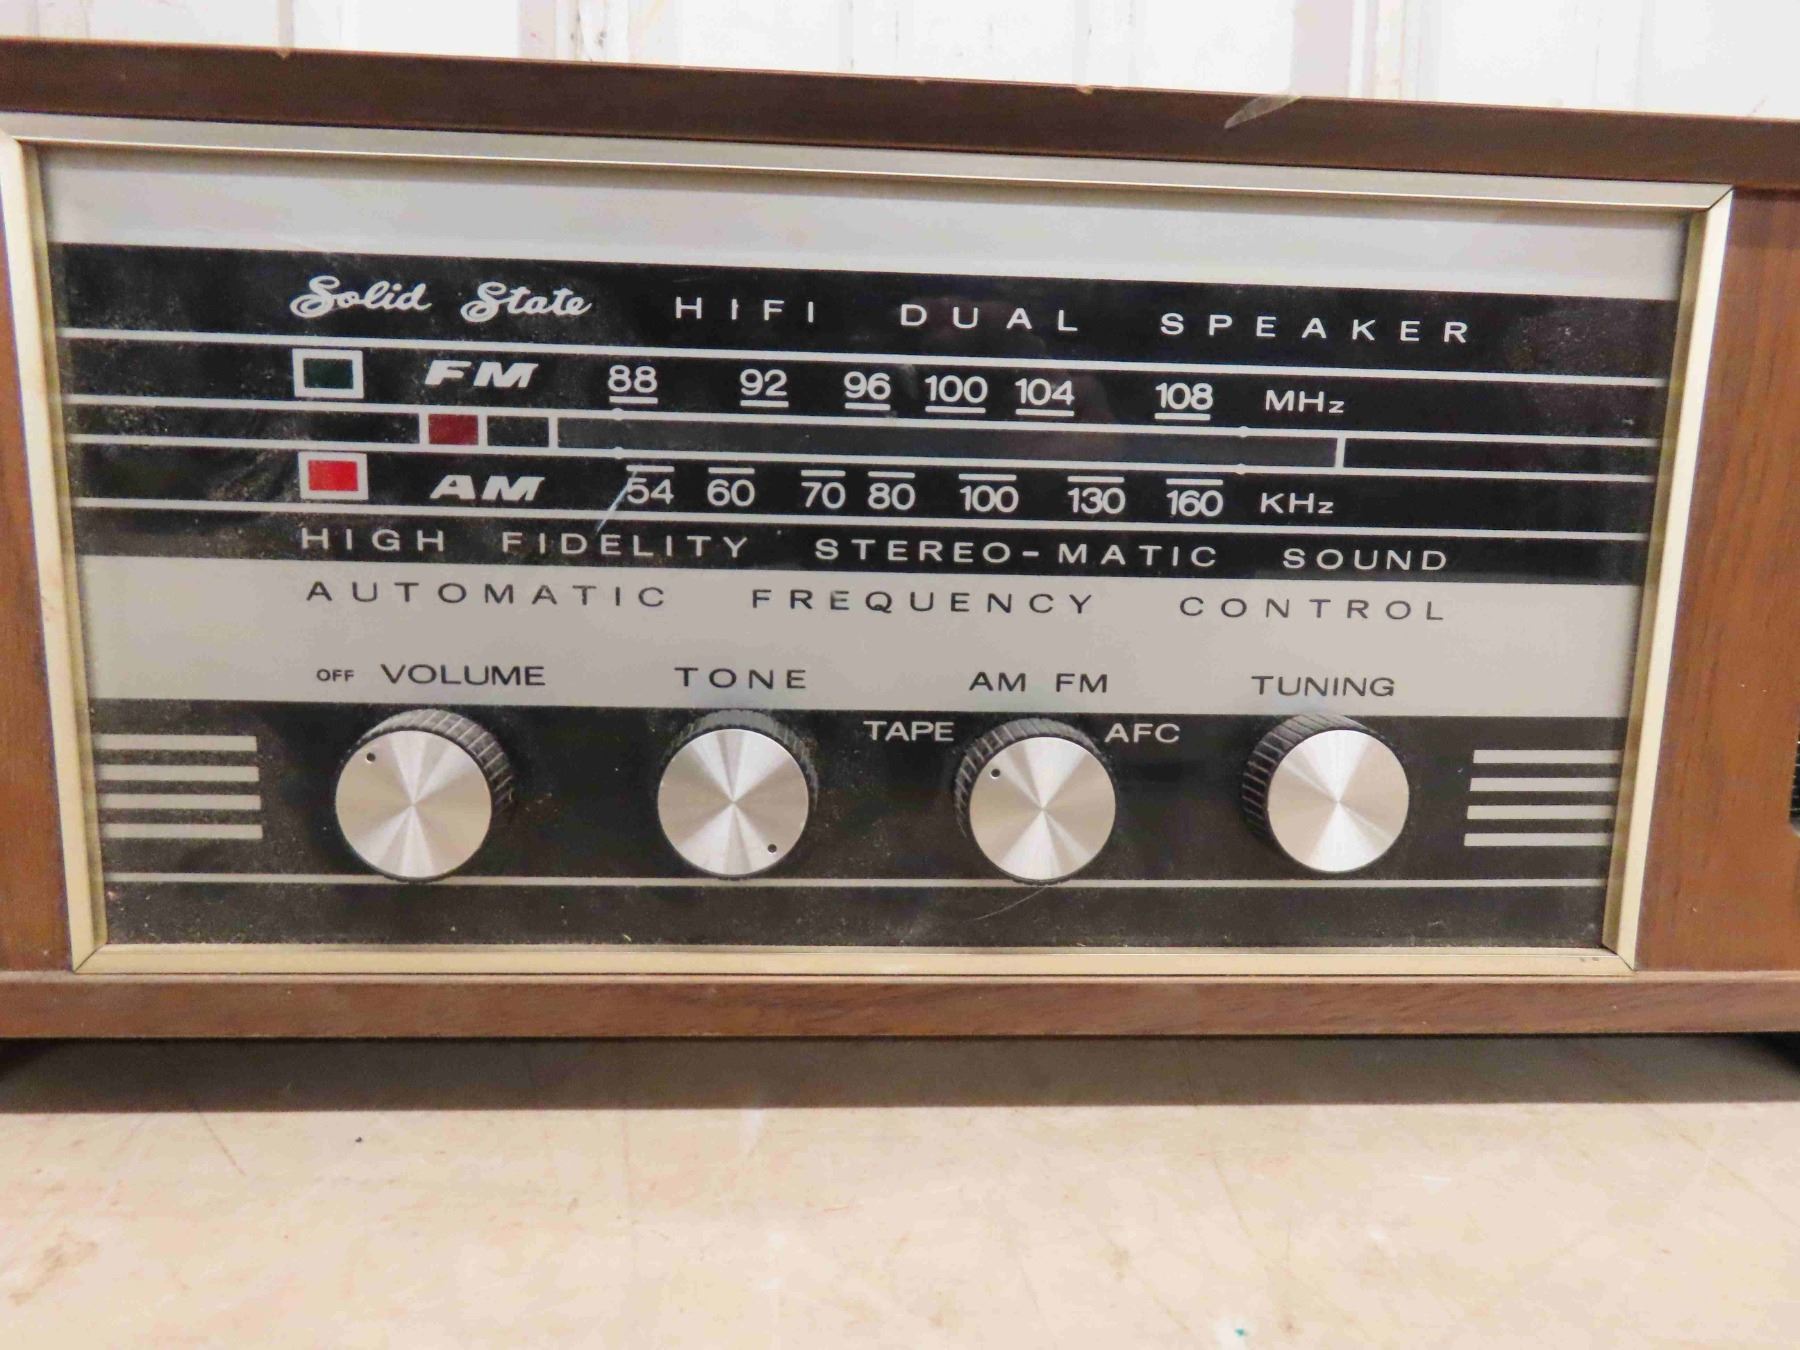 Solid State HIFI DUAL SPEAKER
FM 88 92 96 100 104 108 MHz
AM 54 60 70 80 100 130 160 KHz
HIGH FIDELITY STEREO-MATIC SOUND
AUTOMATIC FREQUENCY CONTROL
OFF VOLUME TONE AM FM TUNING
TAPE AFC